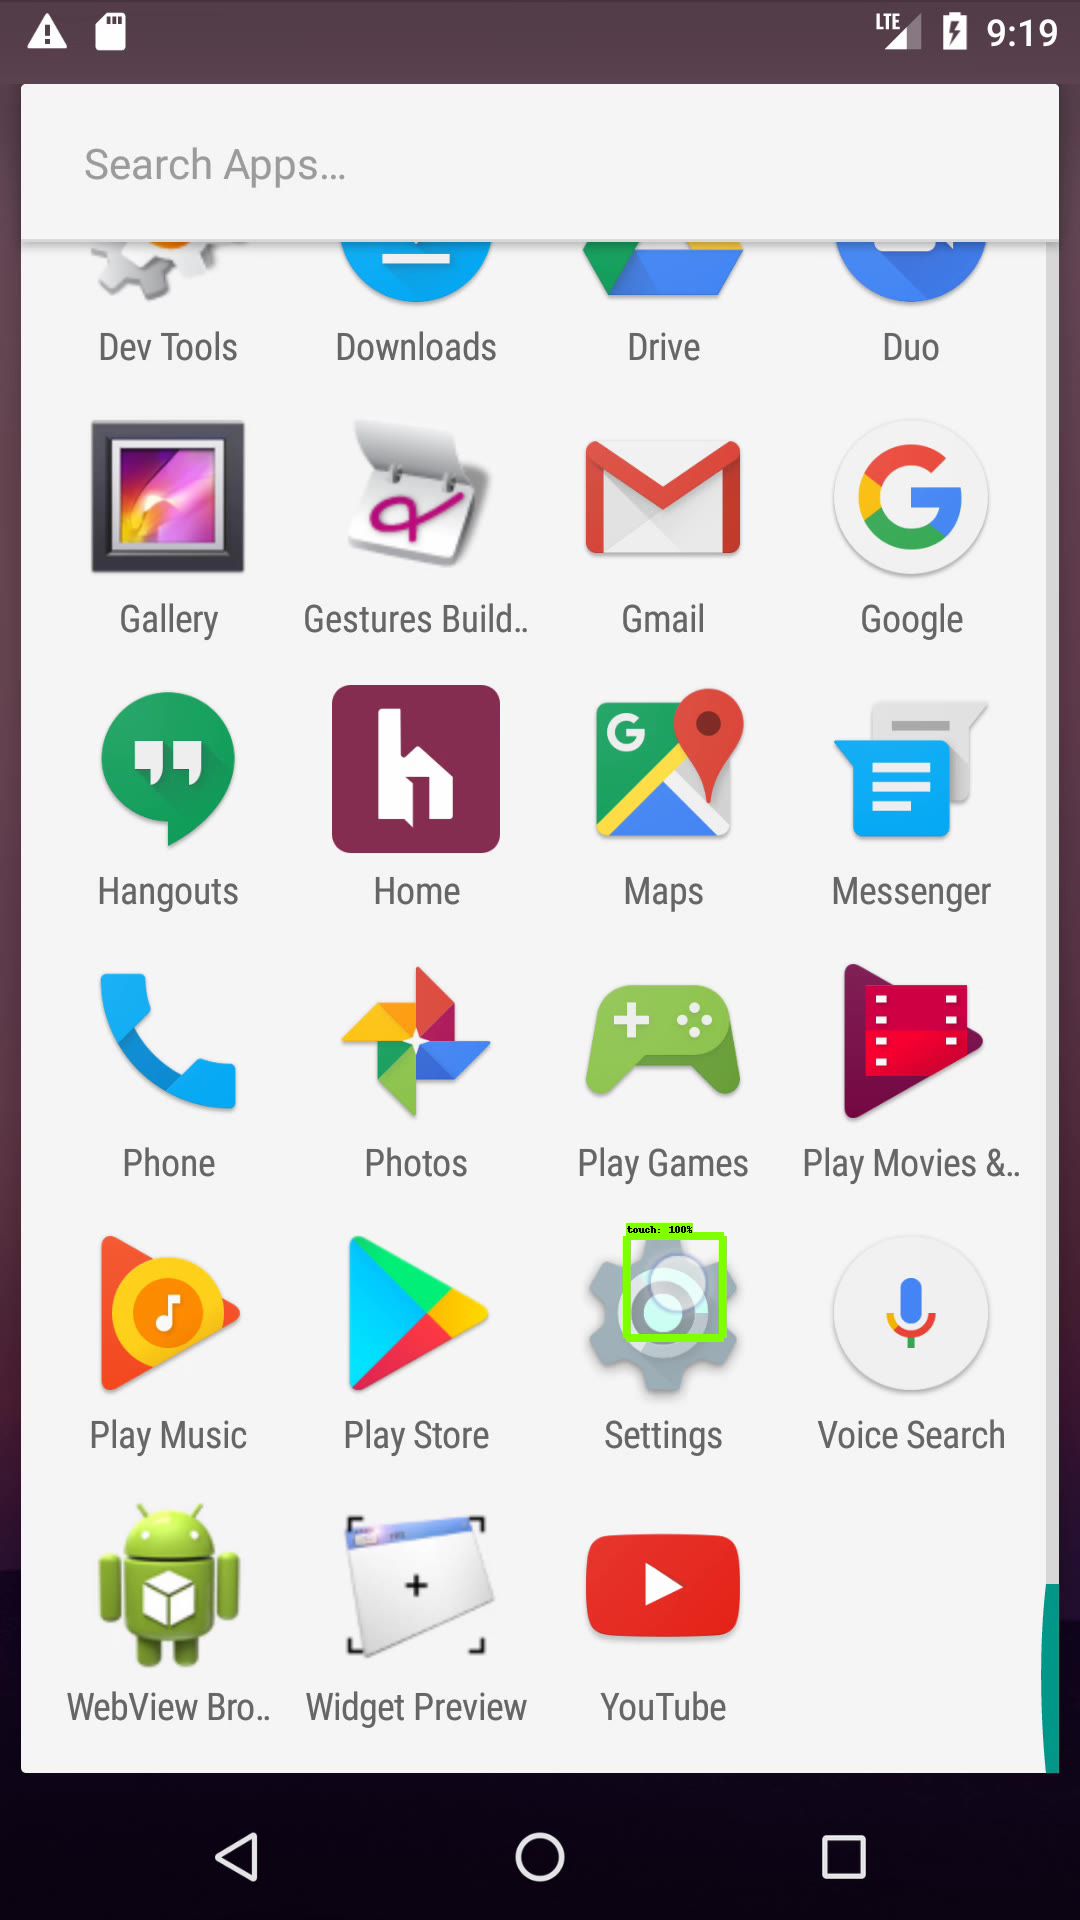 LTE 9:19
Search Apps...
Dev Tools Downloads Drive Duo
Gallery Gestures Build.. Gmail Google
Hangouts Home Maps Messenger
Phone Photos Play Games Play Movies &..
touch: 100%
Play Music Play Store Settings Voice Search
WebView Bro.. Widget Preview YouTube